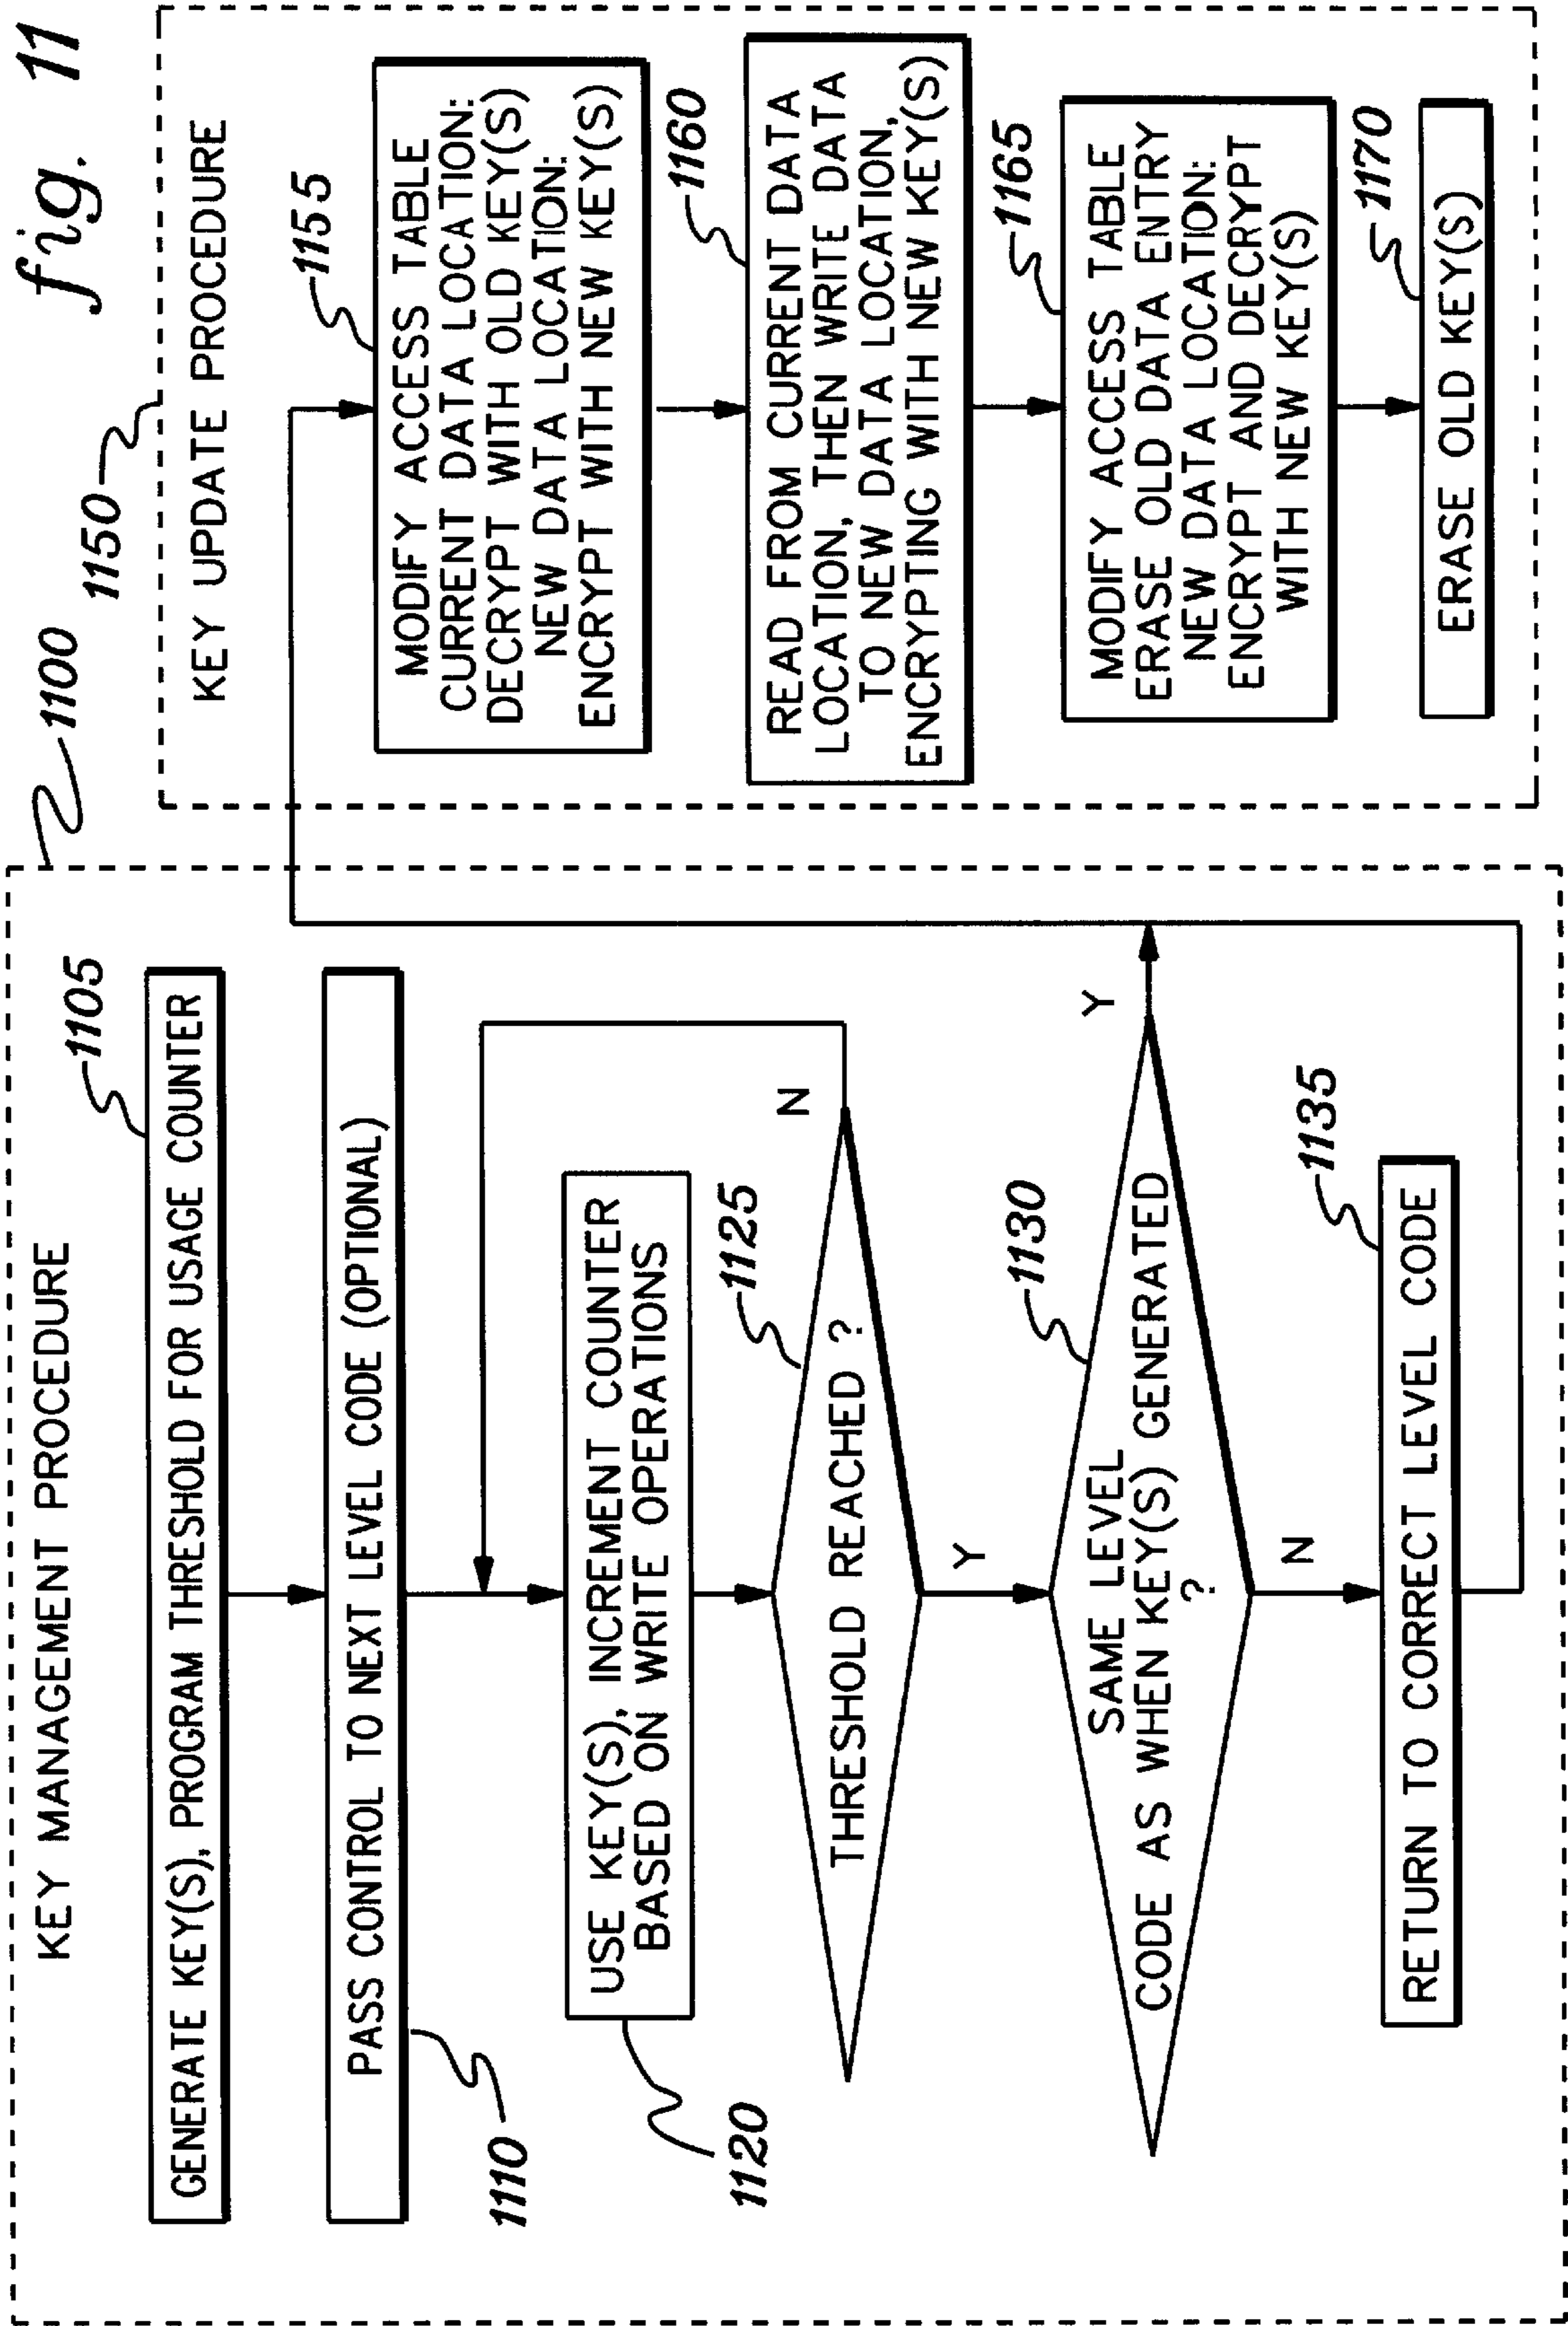 fig. 11
1100
KEY MANAGEMENT PROCEDURE
1105
GENERATE KEY(S), PROGRAM THRESHOLD FOR USAGE COUNTER
PASS CONTROL TO NEXT LEVEL CODE (OPTIONAL)
1110
USE KEY(S), INCREMENT COUNTER
BASED ON WRITE OPERATIONS
1120
1125
THRESHOLD REACHED ?
N
Y
1130
SAME LEVEL
CODE AS WHEN KEY(S) GENERATED
?
Y
N
1135
RETURN TO CORRECT LEVEL CODE
1150
KEY UPDATE PROCEDURE
1155
MODIFY ACCESS TABLE
CURRENT DATA LOCATION:
DECRYPT WITH OLD KEY(S)
NEW DATA LOCATION:
ENCRYPT WITH NEW KEY(S)
1160
READ FROM CURRENT DATA
LOCATION, THEN WRITE DATA
TO NEW DATA LOCATION,
ENCRYPTING WITH NEW KEY(S)
1165
MODIFY ACCESS TABLE
ERASE OLD DATA ENTRY
NEW DATA LOCATION:
ENCRYPT AND DECRYPT
WITH NEW KEY(S)
1170
ERASE OLD KEY(S)